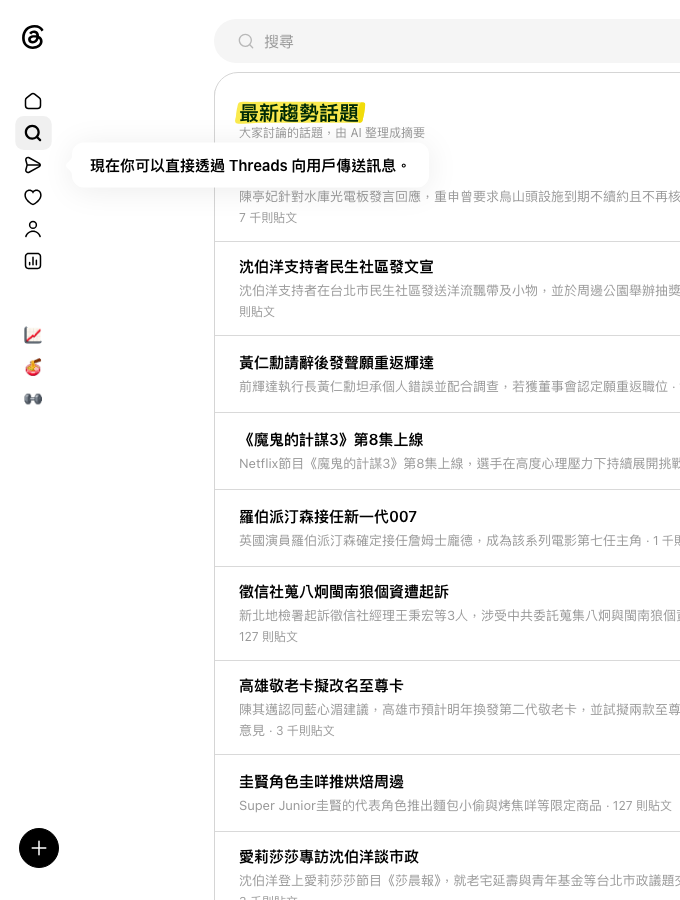 搜尋
最新趨勢話題
大家討論的話題，由 AI 整理成摘要
現在你可以直接透過 Threads 向用戶傳送訊息。
陳亭妃針對水庫光電板發言回應，重申曾要求烏山頭設施到期不續約且不再核
7 千則貼文
沈伯洋支持者民生社區發文宣
沈伯洋支持者在台北市民生社區發送洋流飄帶及小物，並於周邊公園舉辦抽獎
則貼文
黃仁勳請辭後發聲願重返輝達
前輝達執行長黃仁勳坦承個人錯誤並配合調查，若獲董事會認定願重返職位 ·
《魔鬼的計謀3》第8集上線
Netflix節目《魔鬼的計謀3》第8集上線，選手在高度心理壓力下持續展開挑戰
羅伯派汀森接任新一代007
英國演員羅伯派汀森確定接任詹姆士龐德，成為該系列電影第七任主角 · 1 千則
徵信社蒐八炯閩南狼個資遭起訴
新北地檢署起訴徵信社經理王秉宏等3人，涉受中共委託蒐集八炯與閩南狼個資
127 則貼文
高雄敬老卡擬改名至尊卡
陳其邁認同藍心湄建議，高雄市預計明年換發第二代敬老卡，並試擬兩款至尊
意見 · 3 千則貼文
圭賢角色圭咩推烘焙周邊
Super Junior圭賢的代表角色推出麵包小偷與烤焦咩等限定商品 · 127 則貼文
愛莉莎莎專訪沈伯洋談市政
沈伯洋登上愛莉莎莎節目《莎晨報》，就老宅延壽與青年基金等台北市政議題交